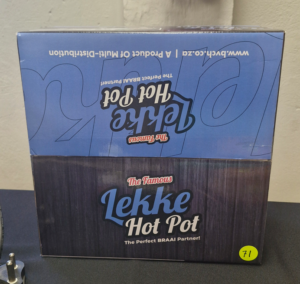 www.bvch.co.za | A Product Of Multi-Distribution
The Perfect BRAAI Partner!
Hot Pot
Lekke
The Famous
The Famous
Lekke
Hot Pot
The Perfect BRAAI Partner!
71